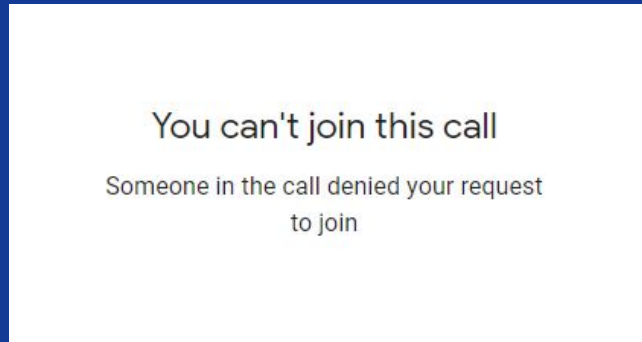 You can't join this call
Someone in the call denied your request
to join